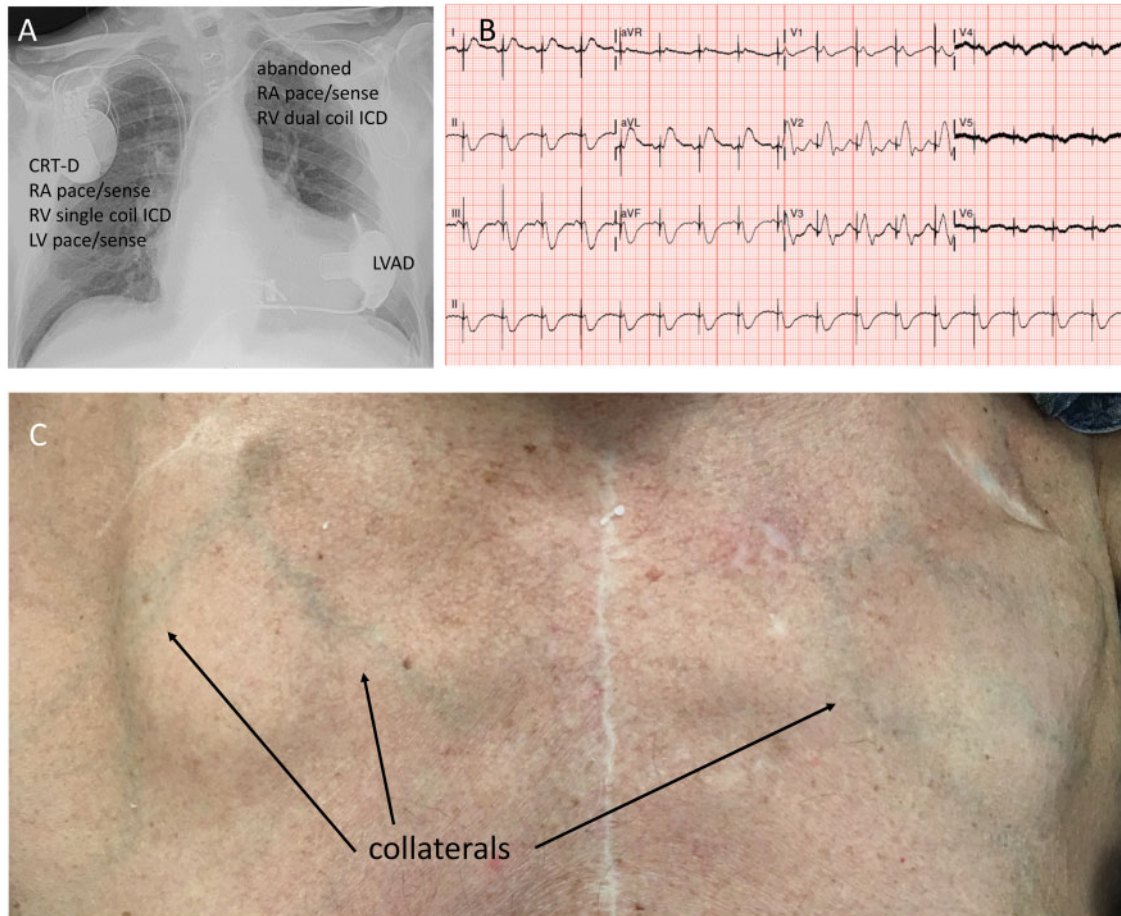 A
abandoned
RA pace/sense
RV dual coil ICD
CRT-D
RA pace/sense
RV single coil ICD
LV pace/sense
LVAD
B
I
aVR
V1
V4
II
aVL
V2
V5
III
aVF
V3
V6
II
C
collaterals